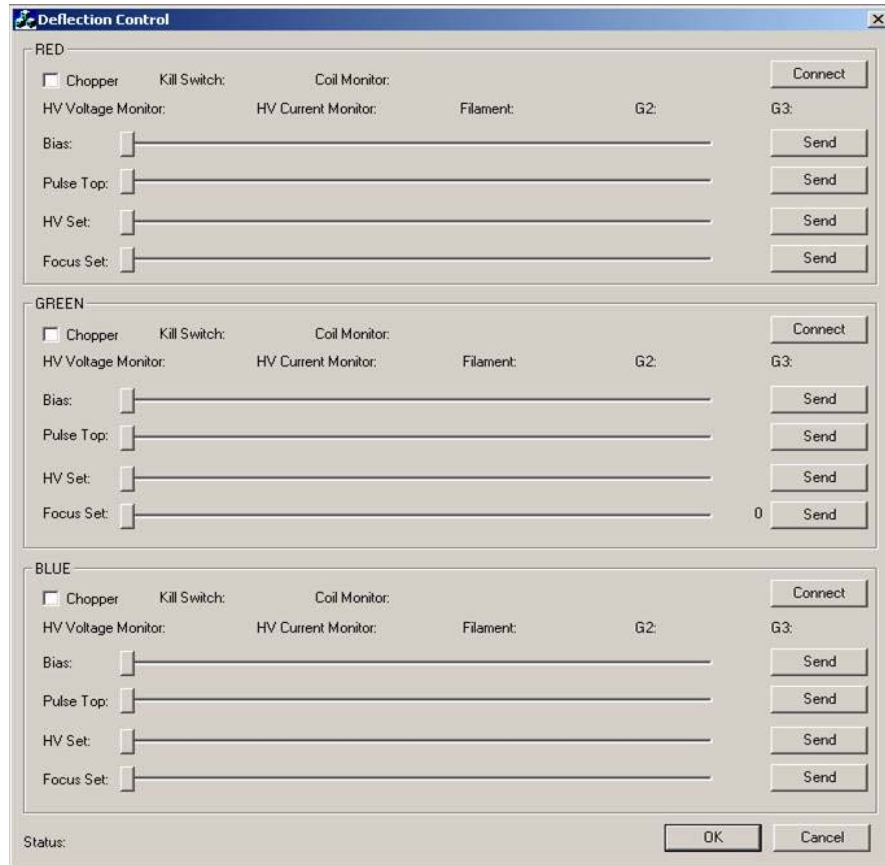 Deflection Control
RED
Chopper Kill Switch: Coil Monitor: Connect
HV Voltage Monitor: HV Current Monitor: Filament: G2: G3:
Bias: Send
Pulse Top: Send
HV Set: Send
Focus Set: Send
GREEN
Chopper Kill Switch: Coil Monitor: Connect
HV Voltage Monitor: HV Current Monitor: Filament: G2: G3:
Bias: Send
Pulse Top: Send
HV Set: Send
Focus Set: 0 Send
BLUE
Chopper Kill Switch: Coil Monitor: Connect
HV Voltage Monitor: HV Current Monitor: Filament: G2: G3:
Bias: Send
Pulse Top: Send
HV Set: Send
Focus Set: Send
Status: OK Cancel